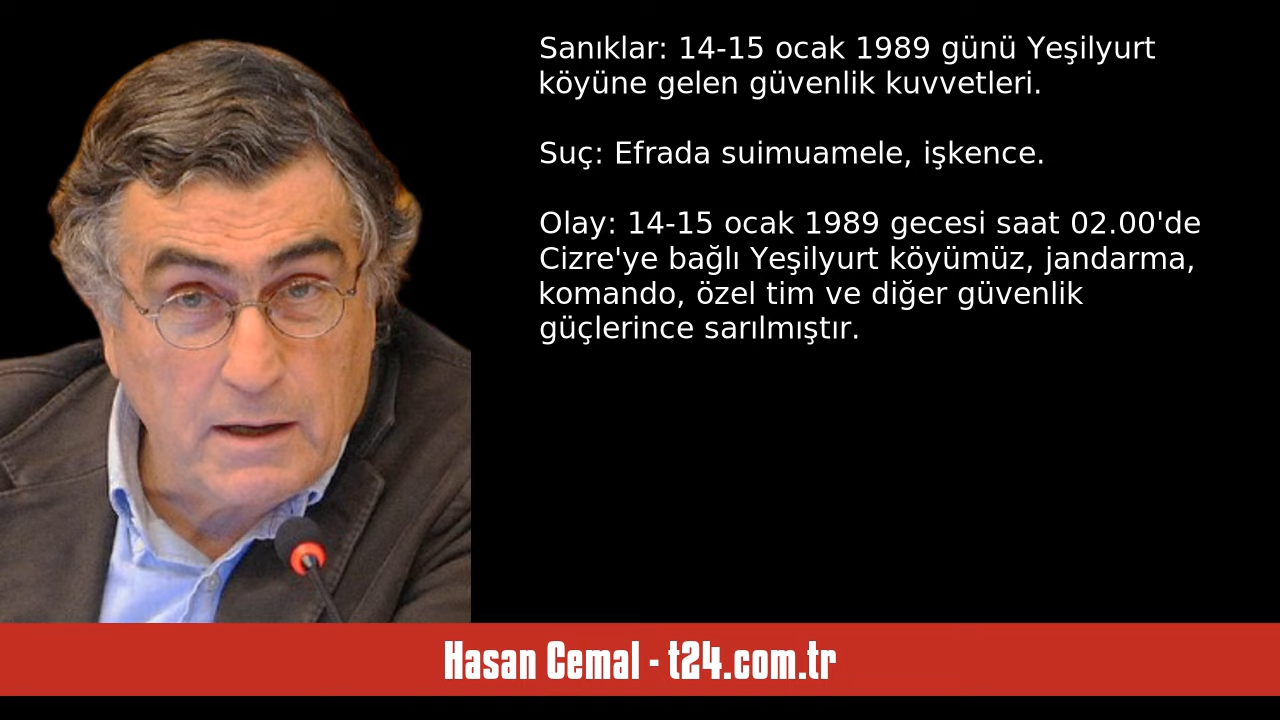 Sanıklar: 14-15 ocak 1989 günü Yeşilyurt
köyüne gelen güvenlik kuvvetleri.
Suç: Efrada suimuamele, işkence.
Olay: 14-15 ocak 1989 gecesi saat 02.00'de
Cizre'ye bağlı Yeşilyurt köyümüz, jandarma,
komando, özel tim ve diğer güvenlik
güçlerince sarılmıştır.
Hasan Cemal - t24.com.tr